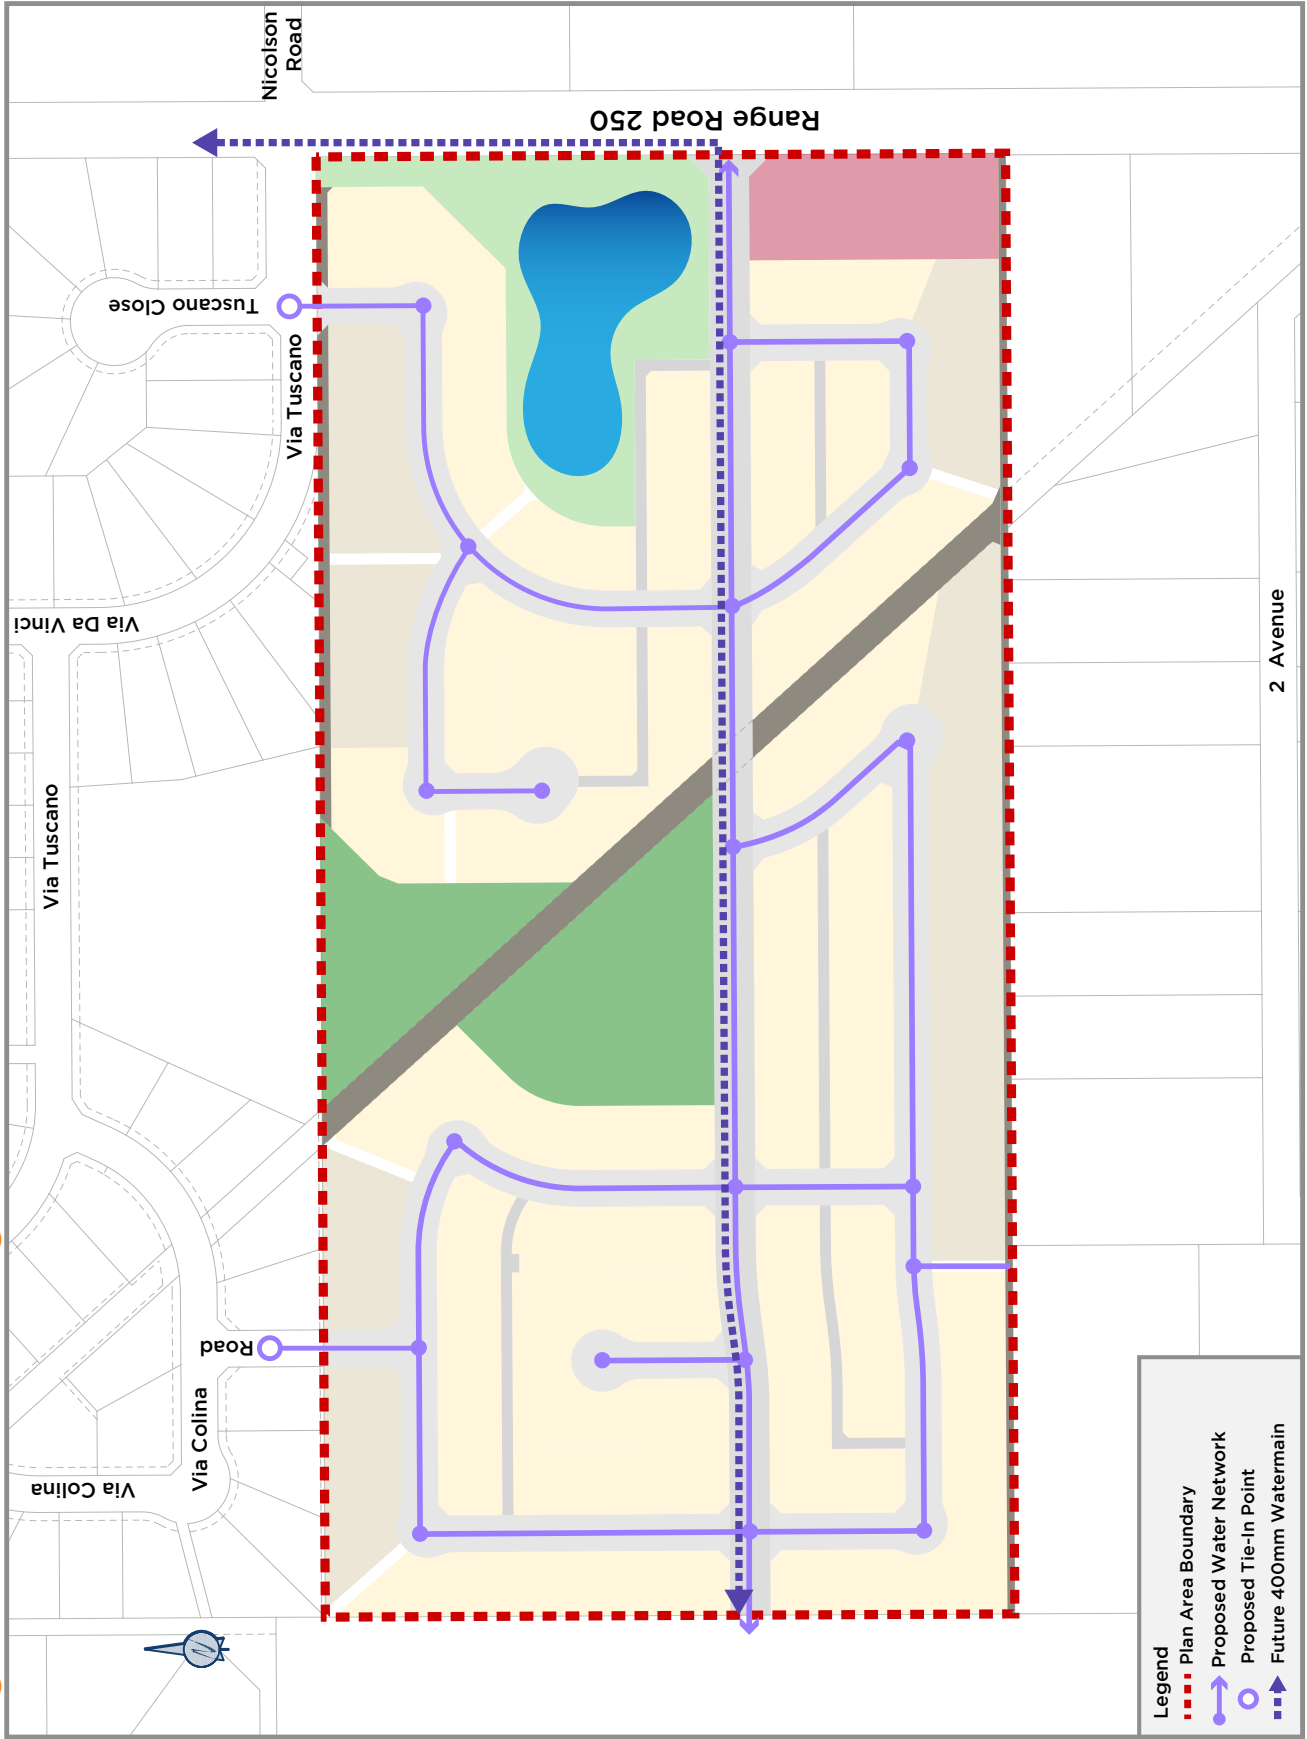 Nicolson
Road
Range Road 250
Tuscano Close
Via Tuscano
Via Da Vinci
Via Tuscano
2 Avenue
Road
Via Colina
Via Colina
Legend
Plan Area Boundary
Proposed Water Network
Proposed Tie-In Point
Future 400mm Watermain